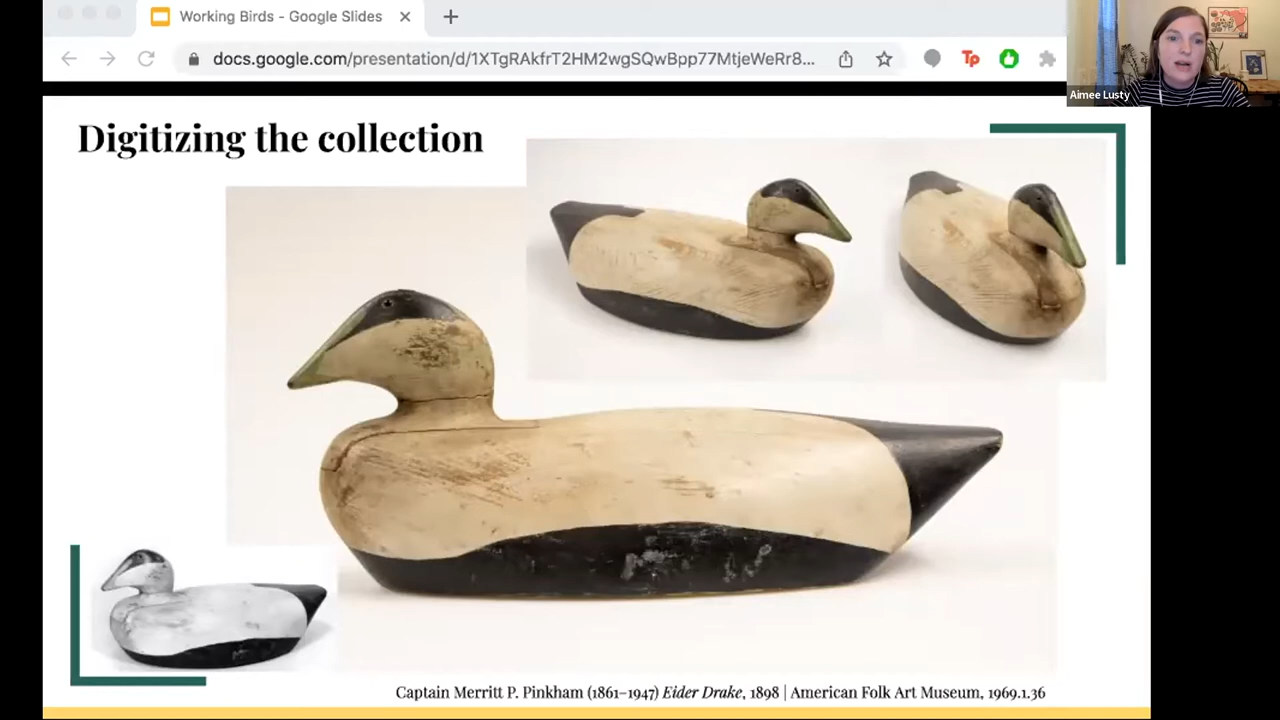 Working Birds - Google Slides
docs.google.com/presentation/d/1XTgRAkfrT2HM2wgSQwBpp77MtjeWeRr8...
Tp
Aimee Lusty
Digitizing the collection
Captain Merritt P. Pinkham (1861–1947) Eider Drake, 1898 | American Folk Art Museum, 1969.1.36